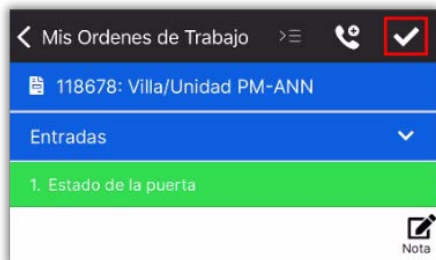 Mis Ordenes de Trabajo
118678: Villa/Unidad PM-ANN
Entradas
1. Estado de la puerta
Nota